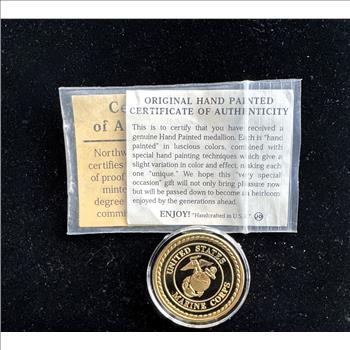 Ce
of A
Northw
certifies
of proof
minte
degree
comm
ORIGINAL HAND PAINTED
CERTIFICATE OF AUTHENTICITY
This is to certify that you have received a
genuine Hand Painted medallion. Each is "hand
painted" in luscious colors, combined with
special hand painting techniques which give a
slight variation in color and effect, making each
one "unique." We hope this "very special
occasion" gift will not only bring pleasure now
but will be passed down to become an heirloom
enjoyed by the generations ahead.
ENJOY! "Handcrafted in U.S.A."
UNITED STATES
MARINE CORPS